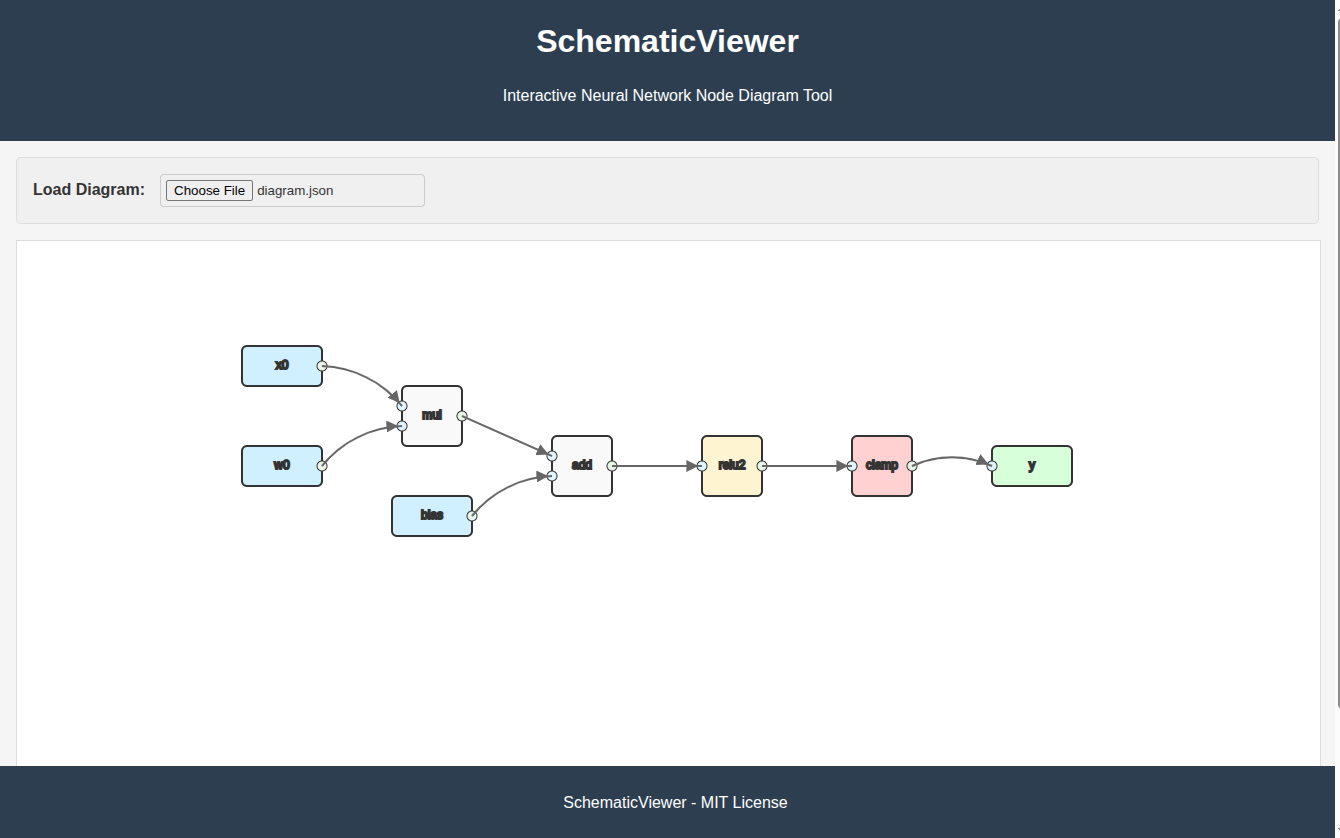 SchematicViewer
Interactive Neural Network Node Diagram Tool
Load Diagram: Choose File diagram.json
x0
mul
w0
add
relu2
clamp
y
bias
SchematicViewer - MIT License